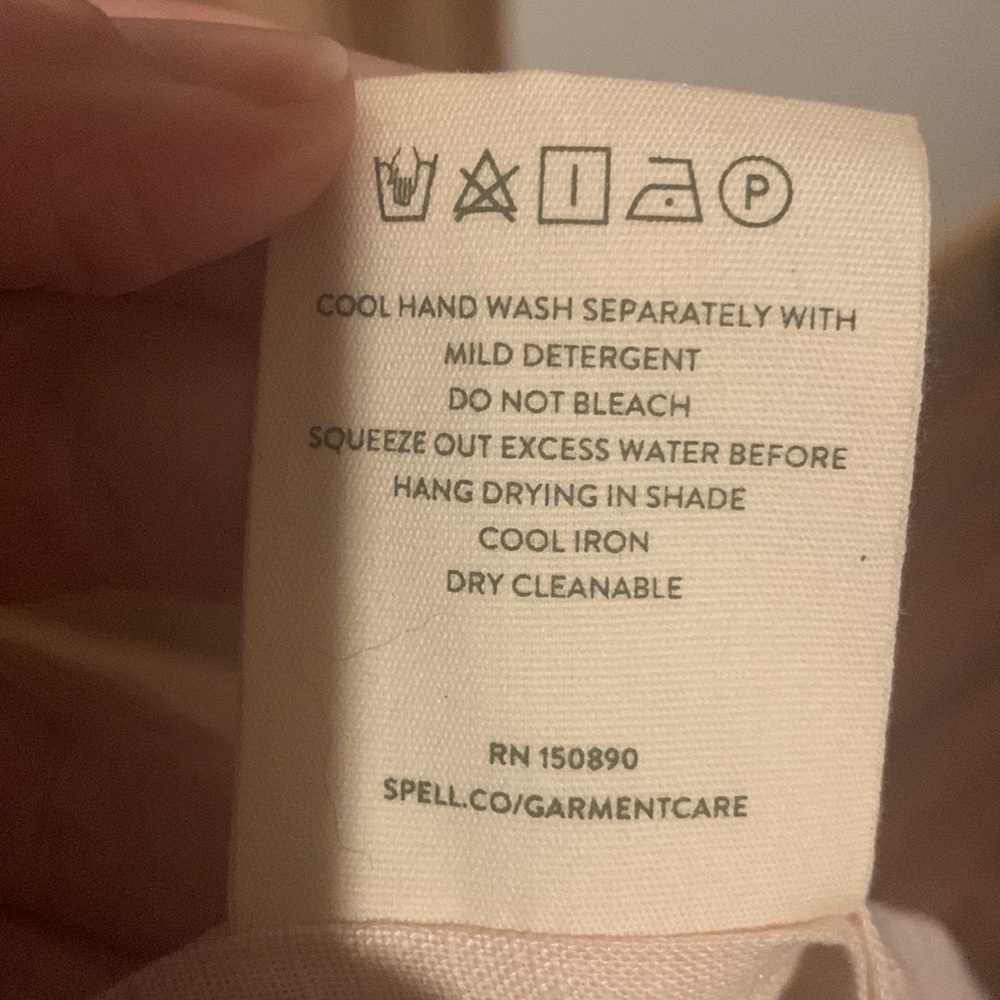 P
COOL HAND WASH SEPARATELY WITH
MILD DETERGENT
DO NOT BLEACH
SQUEEZE OUT EXCESS WATER BEFORE
HANG DRYING IN SHADE
COOL IRON
DRY CLEANABLE
RN 150890
SPELL.CO/GARMENTCARE